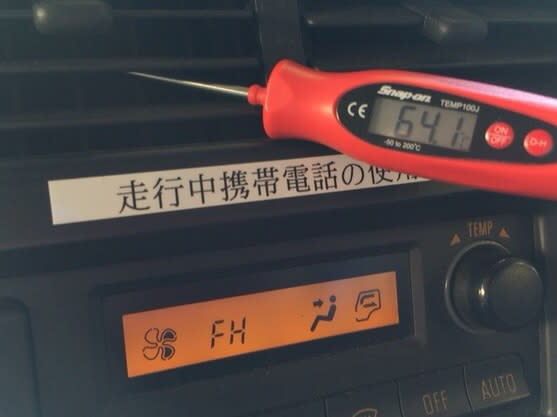 Snap-on
TEMP100J
CE
64.1℃
ON
OFF
D-H
-50 to 200℃
走行中携帯電話の使用
TEMP
FH
OFF
AUTO